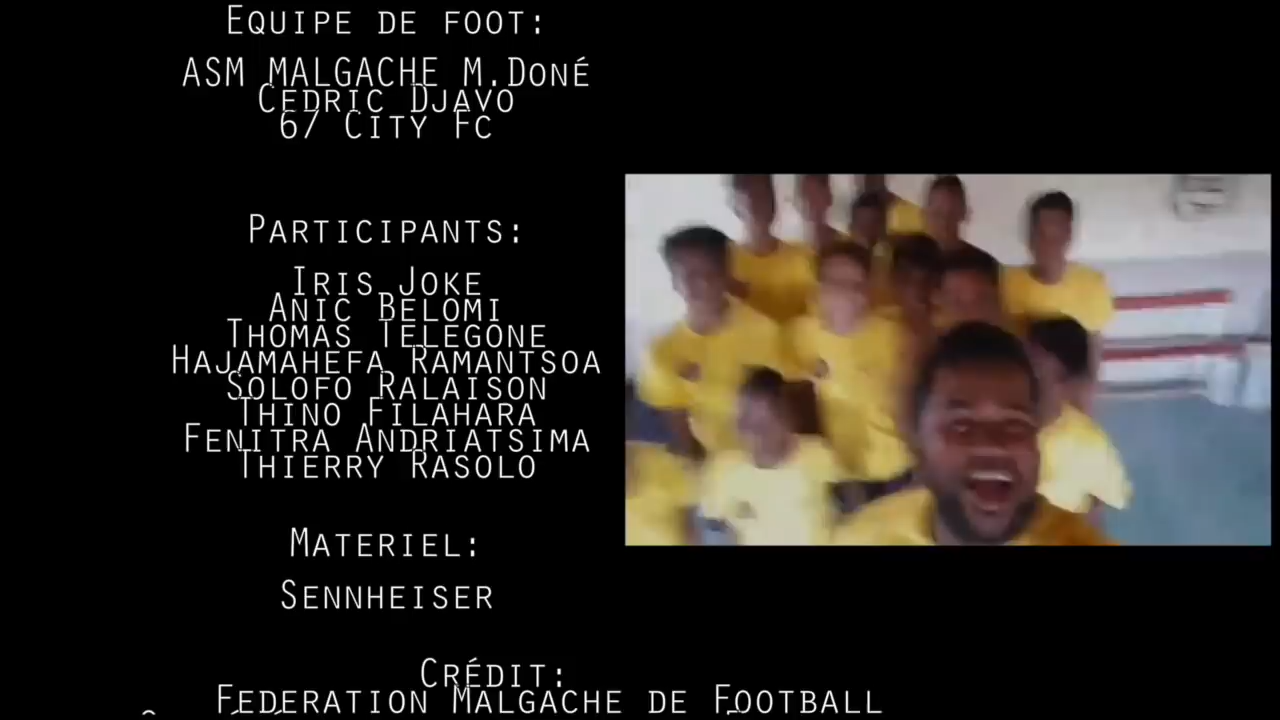 EQUIPE DE FOOT:
ASM MALGACHE M.DONÉ
CEDRIC DJAVO
67 CITY FC
PARTICIPANTS:
IRIS JOKE
ANIC BELOMI
THOMAS TELEGONE
HAJAMAHEFA RAMANTSOA
SOLOFO RALAISON
THINO FILAHARA
FENITRA ANDRIATSIMA
THIERRY RASOLO
MATERIEL:
SENNHEISER
CRÉDIT:
FEDERATION MALGACHE DE FOOTBALL